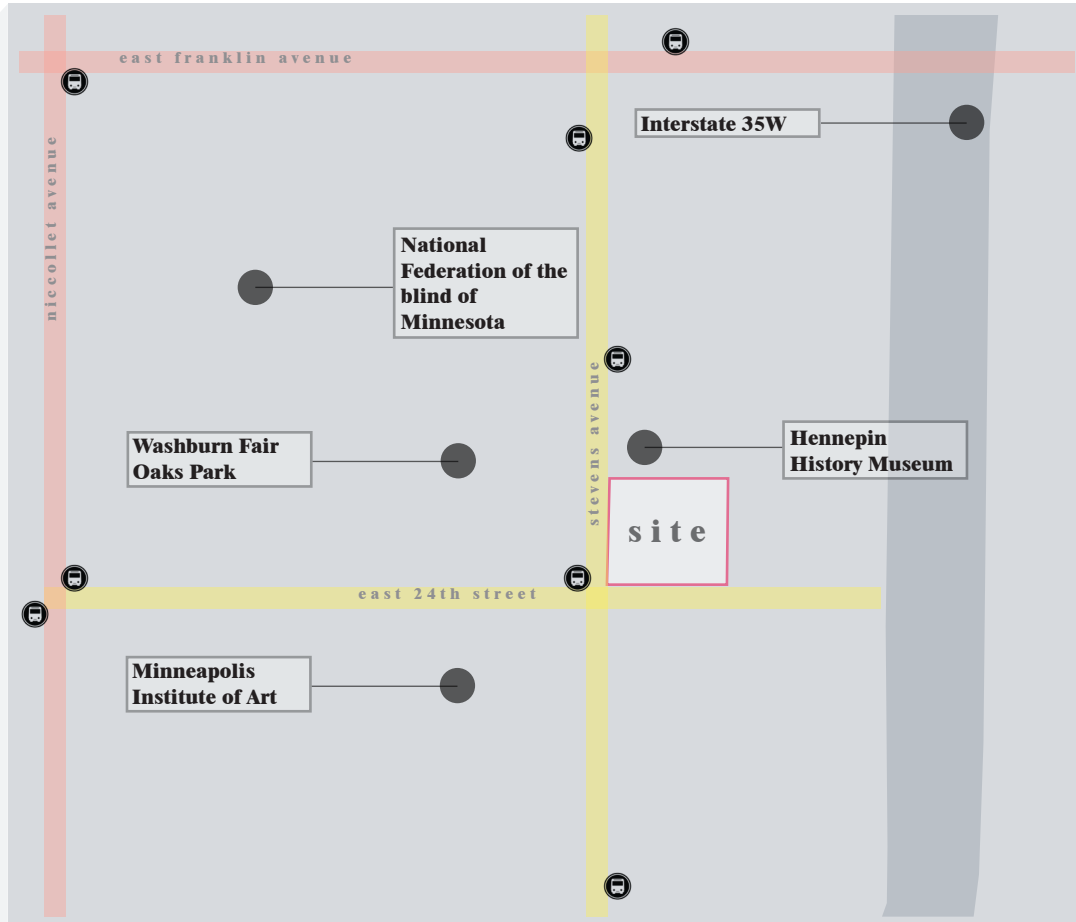 east franklin avenue
niccollet avenue
Interstate 35W
National
Federation of the
blind of
Minnesota
stevens avenue
Washburn Fair
Oaks Park
Hennepin
History Museum
site
east 24th street
Minneapolis
Institute of Art